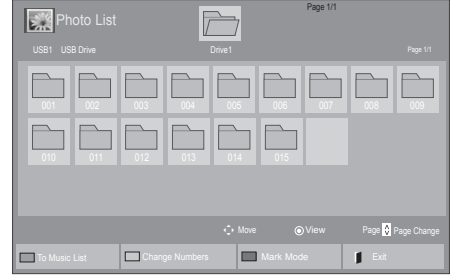 Page 1/1
Photo List
USB1 USB Drive Drive1 Page 1/1
001 002 003 004 005 006 007 008 009
010 011 012 013 014 015
Move View Page Page Change
To Music List Change Numbers Mark Mode Exit